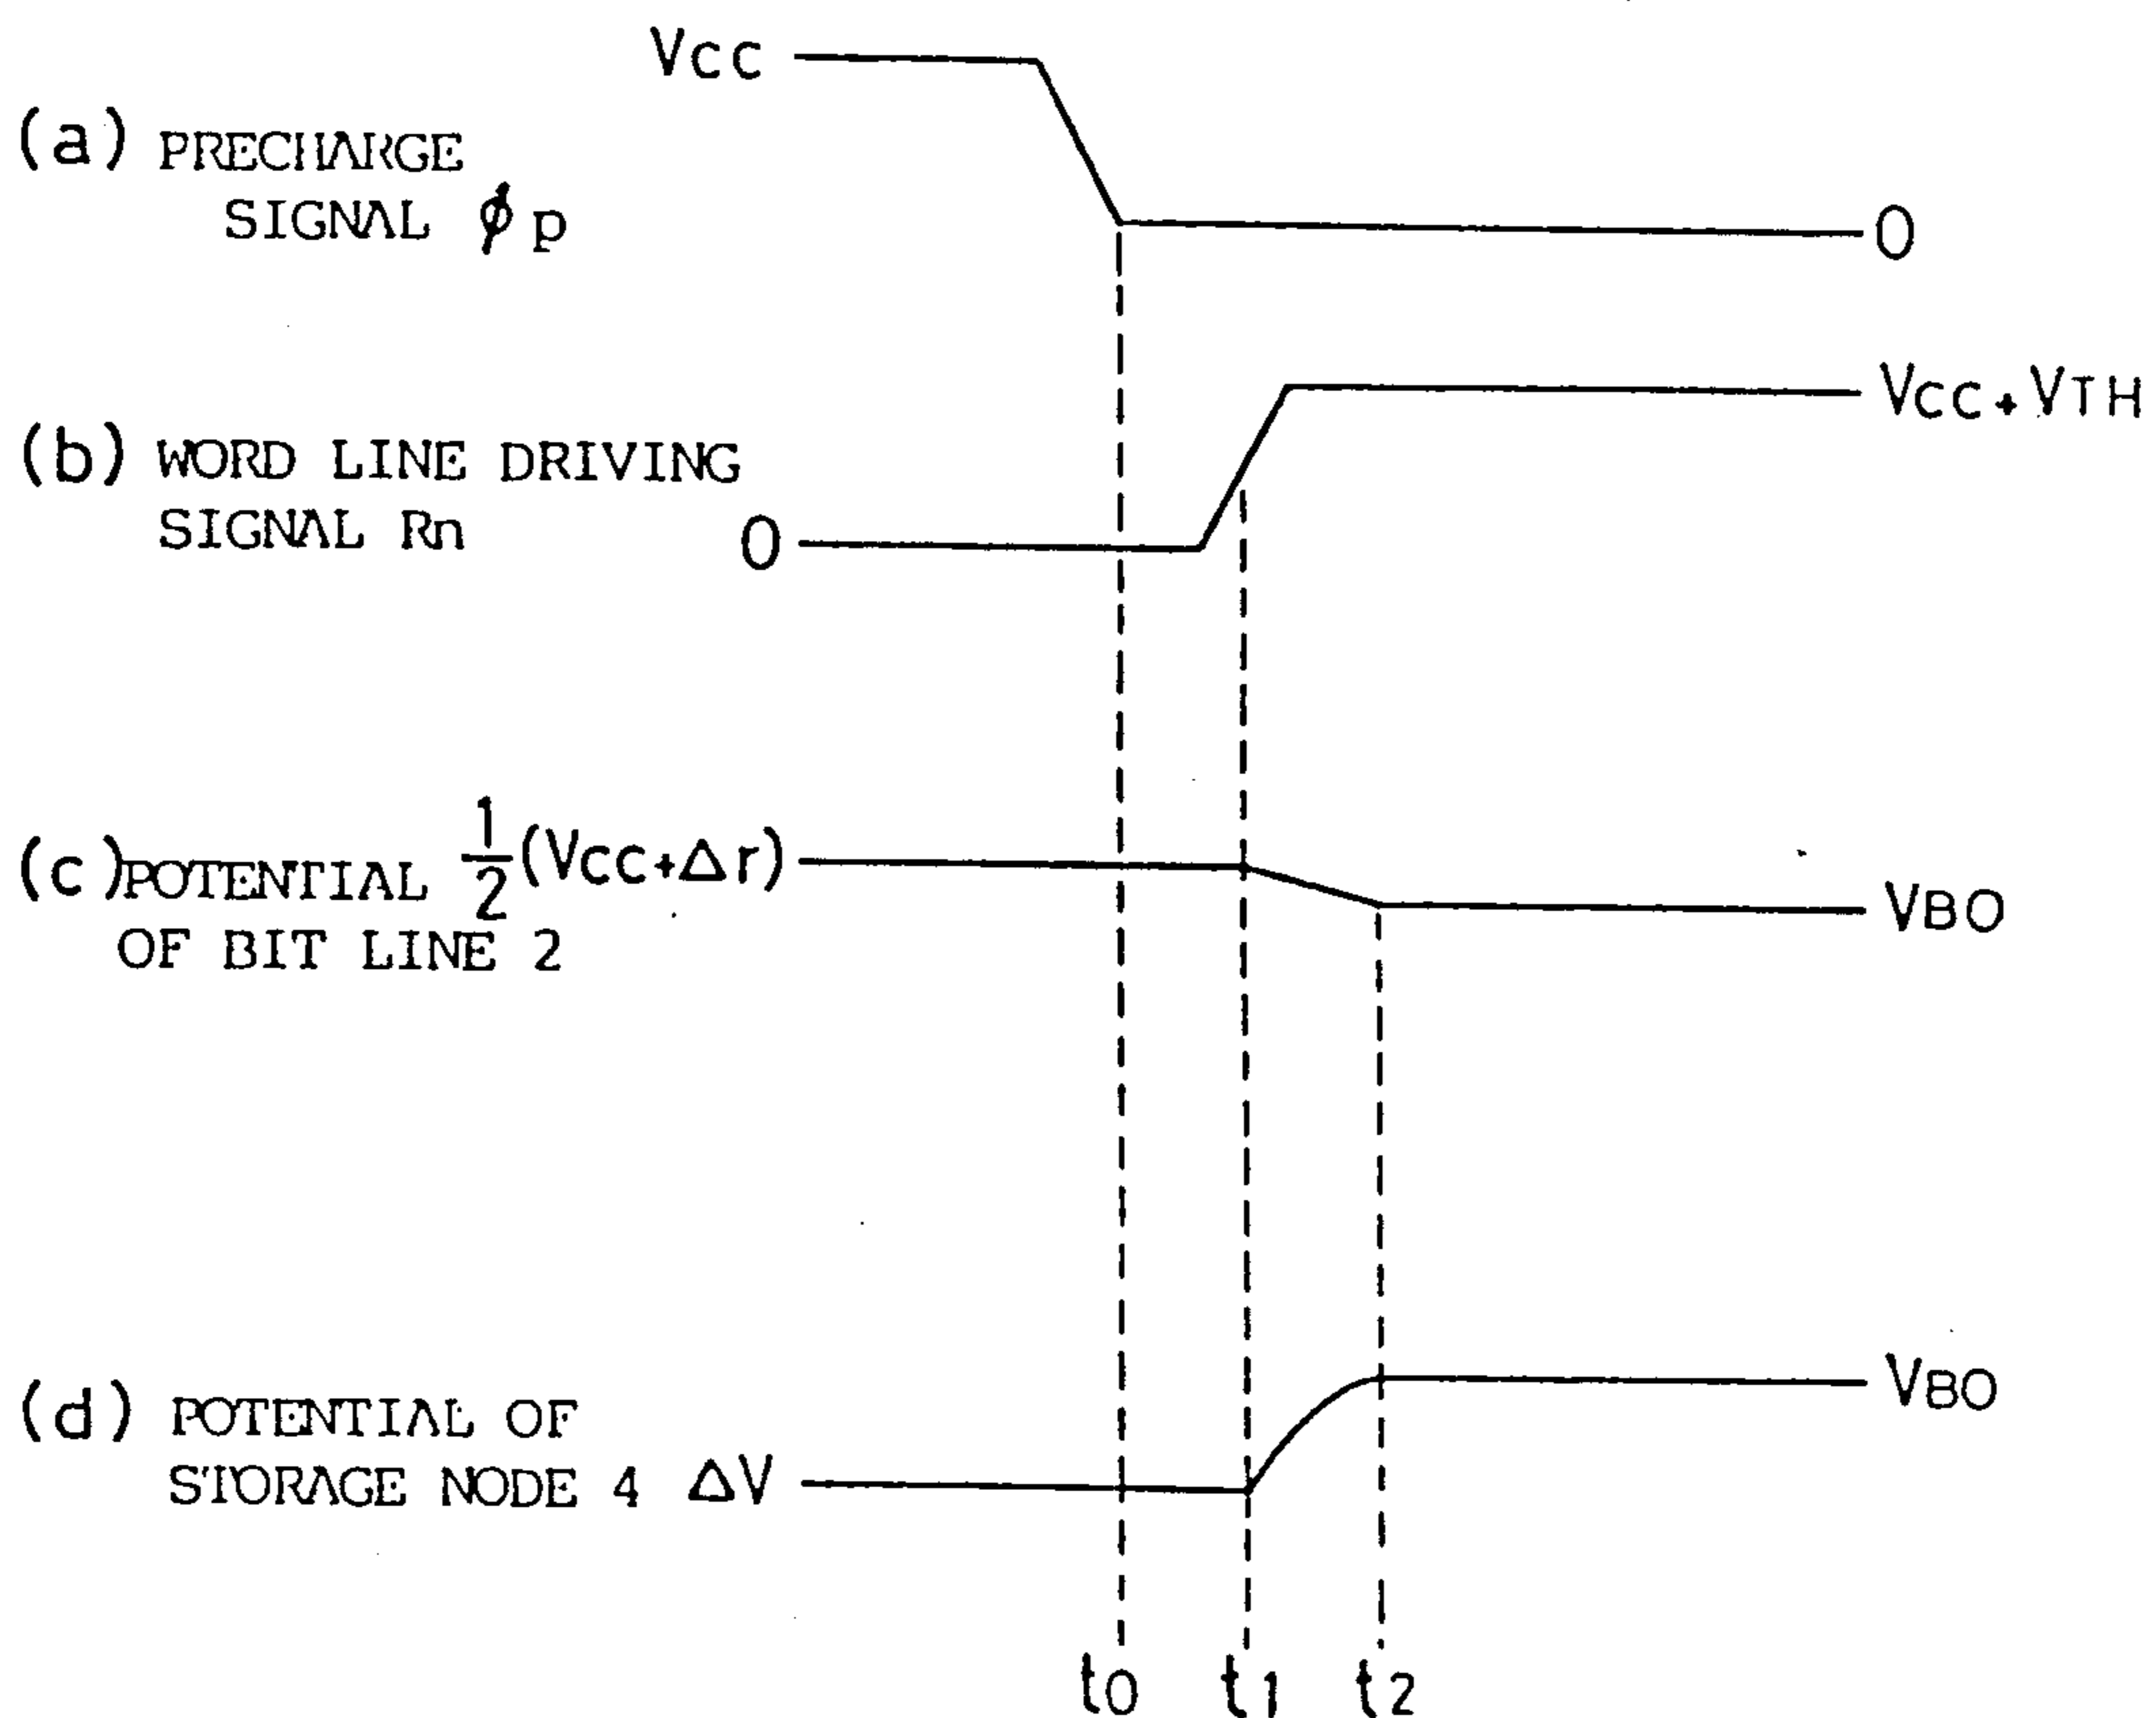 Vcc
(a) PRECHARGE
SIGNAL ϕp
0
Vcc+VTH
(b) WORD LINE DRIVING
SIGNAL Rn
0
(c) POTENTIAL 1/2 (Vcc+Δr)
OF BIT LINE 2
VBO
(d) POTENTIAL OF
STORAGE NODE 4 ΔV
VBO
t0 t1 t2